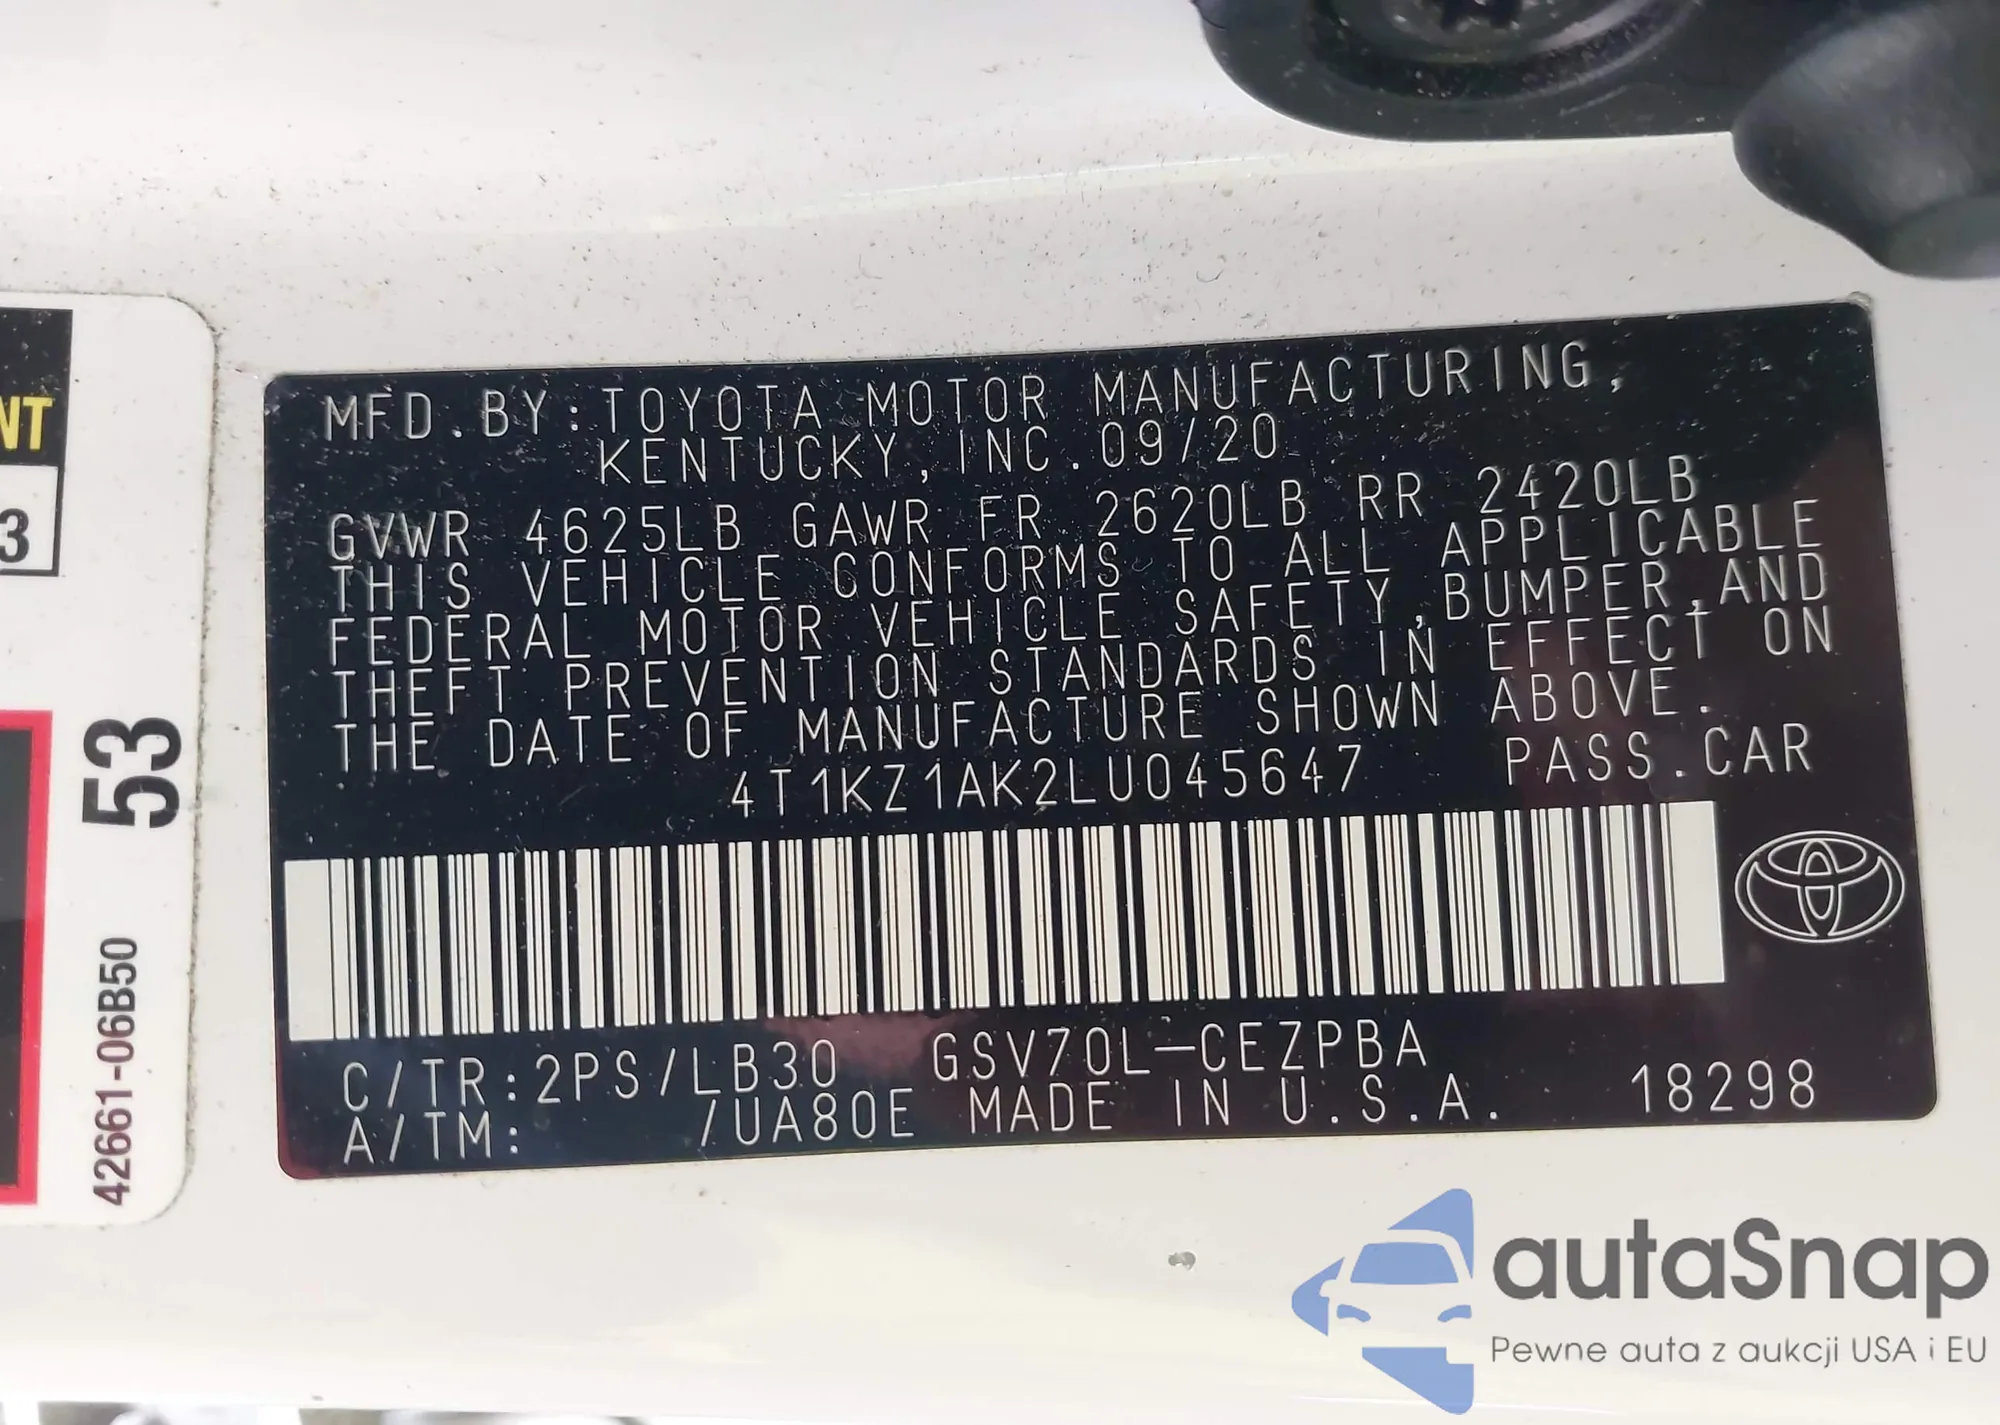 NT
3
53
42661-06B50
MFD.BY:TOYOTA MOTOR MANUFACTURING,
KENTUCKY,INC.09/20
GVWR 4625LB GAWR FR 2620LB RR 2420LB
THIS VEHICLE CONFORMS TO ALL APPLICABLE
FEDERAL MOTOR VEHICLE SAFETY,BUMPER,AND
THEFT PREVENTION STANDARDS IN EFFECT ON
THE DATE OF MANUFACTURE SHOWN ABOVE.
4T1KZ1AK2LU045647 PASS.CAR
C/TR:2PS/LB30 GSV70L-CEZPBA
A/TM: /UA80E MADE IN U.S.A. 18298
autaSnap
Pewne auta z aukcji USA i EU